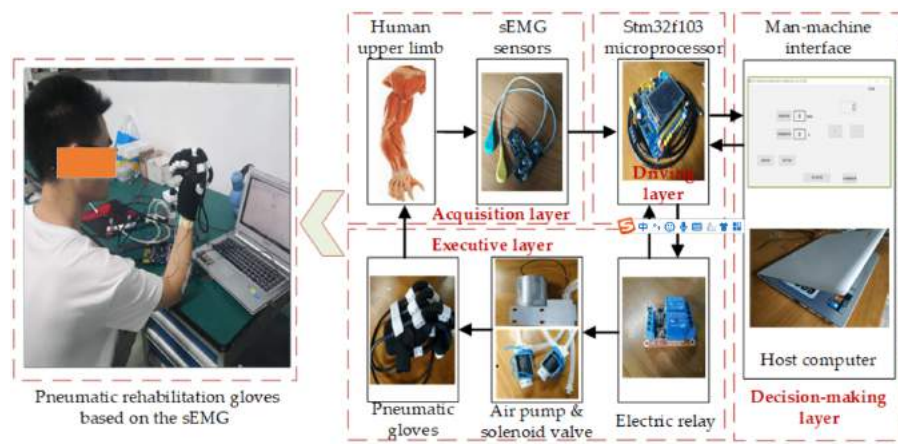 Human
upper limb
sEMG
sensors
Stm32f103
microprocessor
Man-machine
interface
Driving
layer
Acquisition layer
Executive layer
中
Host computer
Pneumatic
gloves
Air pump &
solenoid valve
Electric relay
Decision-making
layer
Pneumatic rehabilitation gloves
based on the sEMG